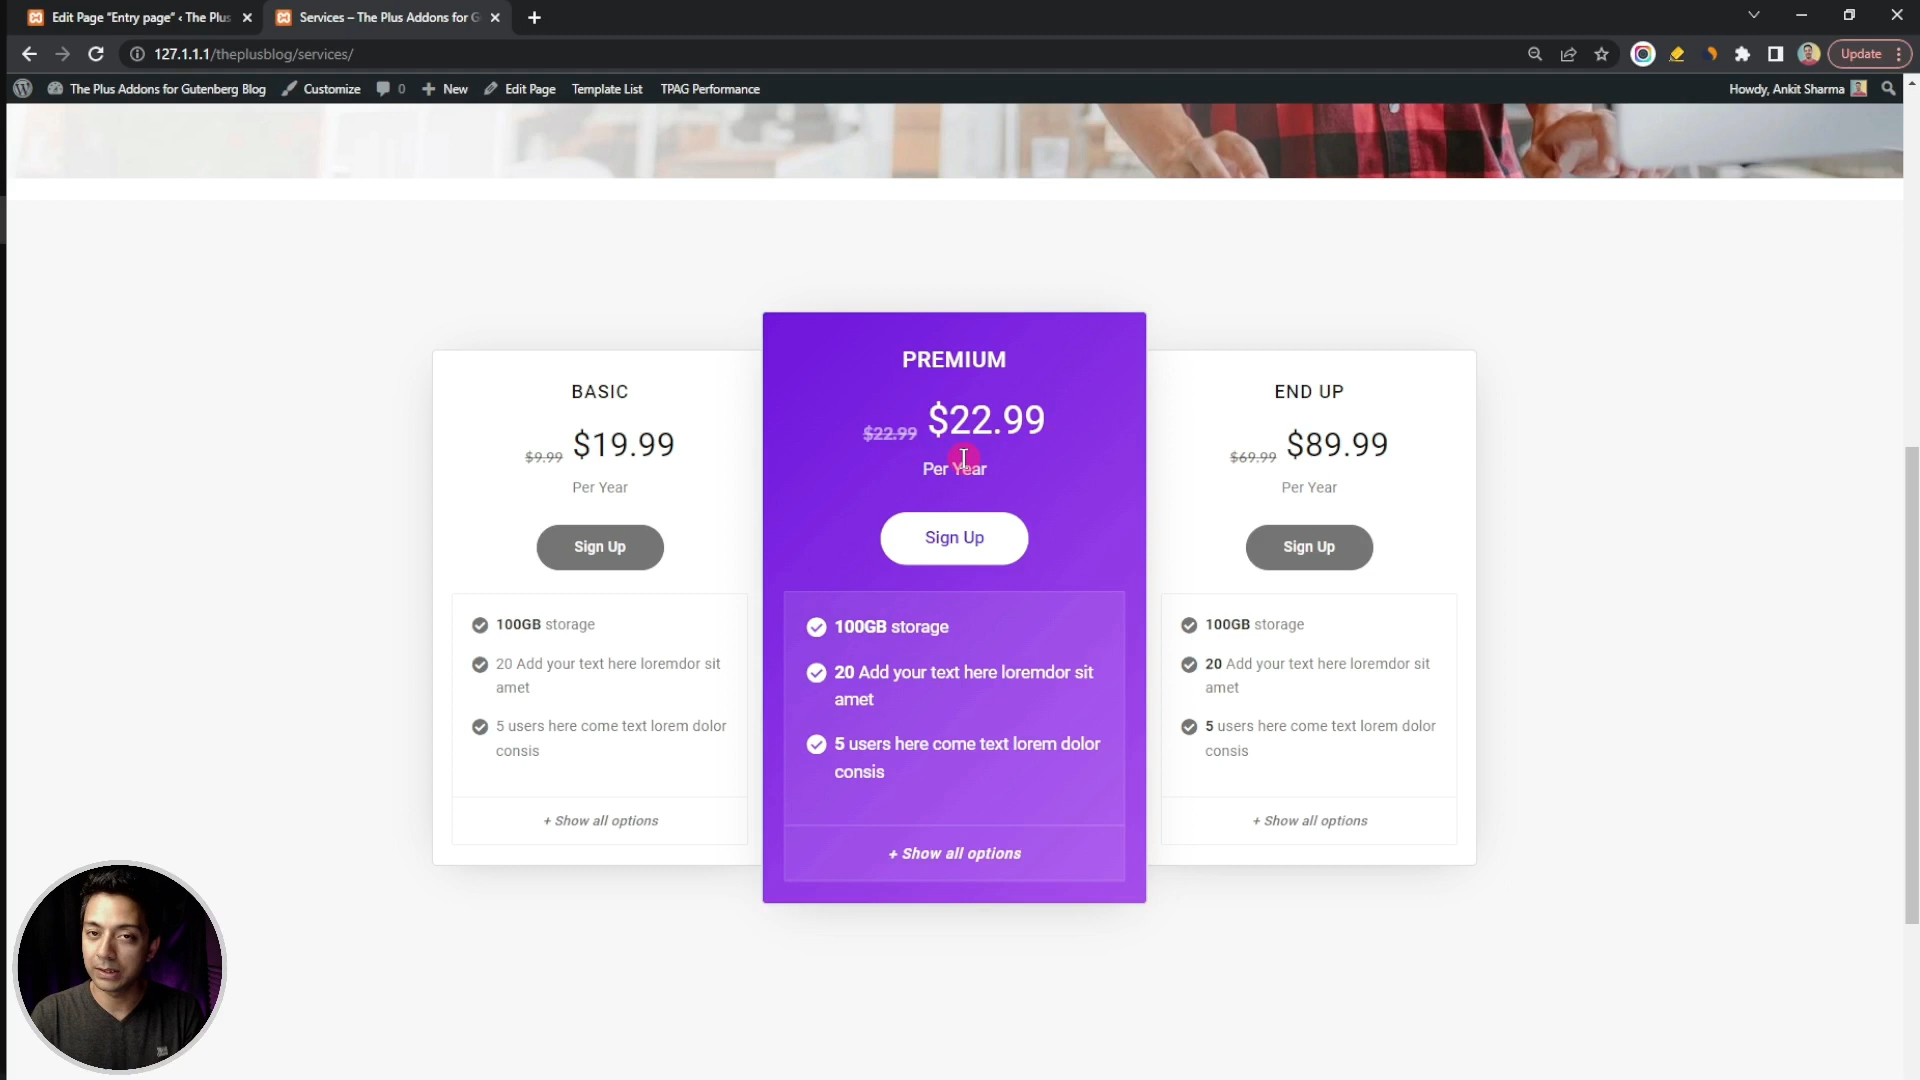 Edit Page "Entry page" ‹ The Plus
Services – The Plus Addons for G
127.1.1.1/theplusblog/services/
Update
The Plus Addons for Gutenberg Blog
Customize
0
New
Edit Page
Template List
TPAG Performance
Howdy, Ankit Sharma
BASIC
$9.99 $19.99
Per Year
Sign Up
100GB storage
20 Add your text here loremdor sit
amet
5 users here come text lorem dolor
consis
+ Show all options
PREMIUM
$22.99 $22.99
Per Year
Sign Up
100GB storage
20 Add your text here loremdor sit
amet
5 users here come text lorem dolor
consis
+ Show all options
END UP
$69.99 $89.99
Per Year
Sign Up
100GB storage
20 Add your text here loremdor sit
amet
5 users here come text lorem dolor
consis
+ Show all options